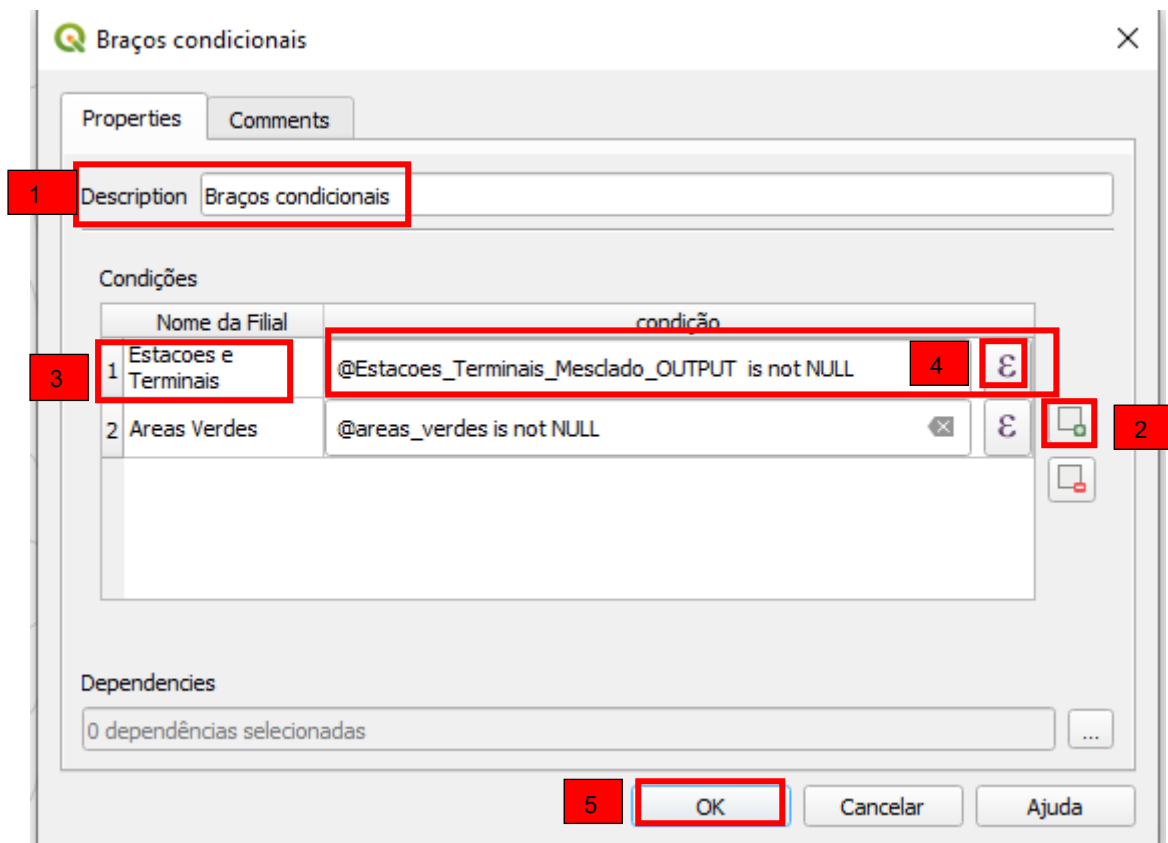 Braços condicionais
Properties Comments
1
Description Braços condicionais
Condições
Nome da Filial condição
3
1 Estacoes e Terminais @Estacoes_Terminais_Mesclado_OUTPUT is not NULL 4 ε
2 Areas Verdes @areas_verdes is not NULL ε
2
Dependencies
0 dependências selecionadas ...
5
OK Cancelar Ajuda